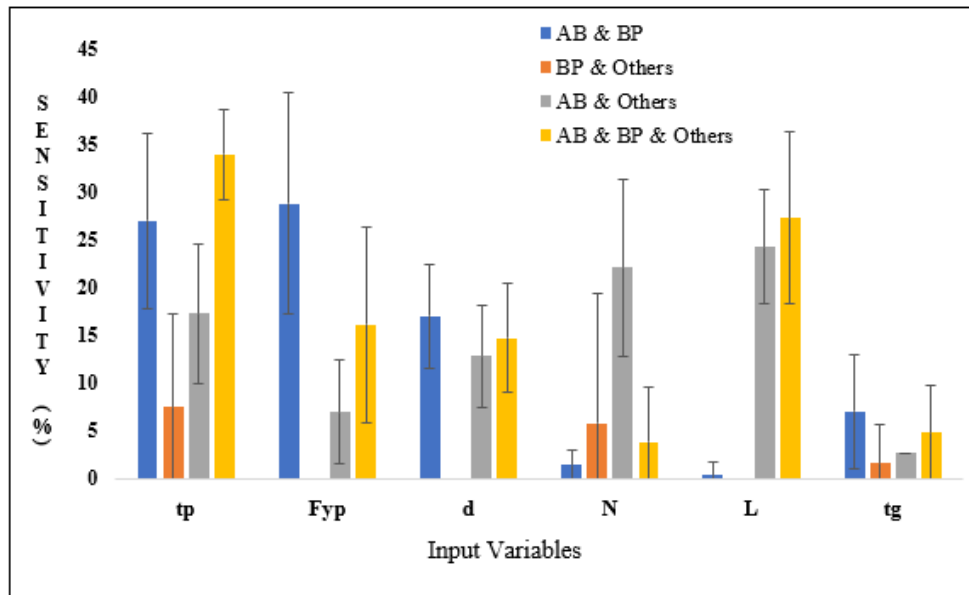 AB & BP
BP & Others
AB & Others
AB & BP & Others
SENSITIVITY (%)
45
40
35
30
25
20
15
10
5
0
tp Fyp d N L tg
Input Variables